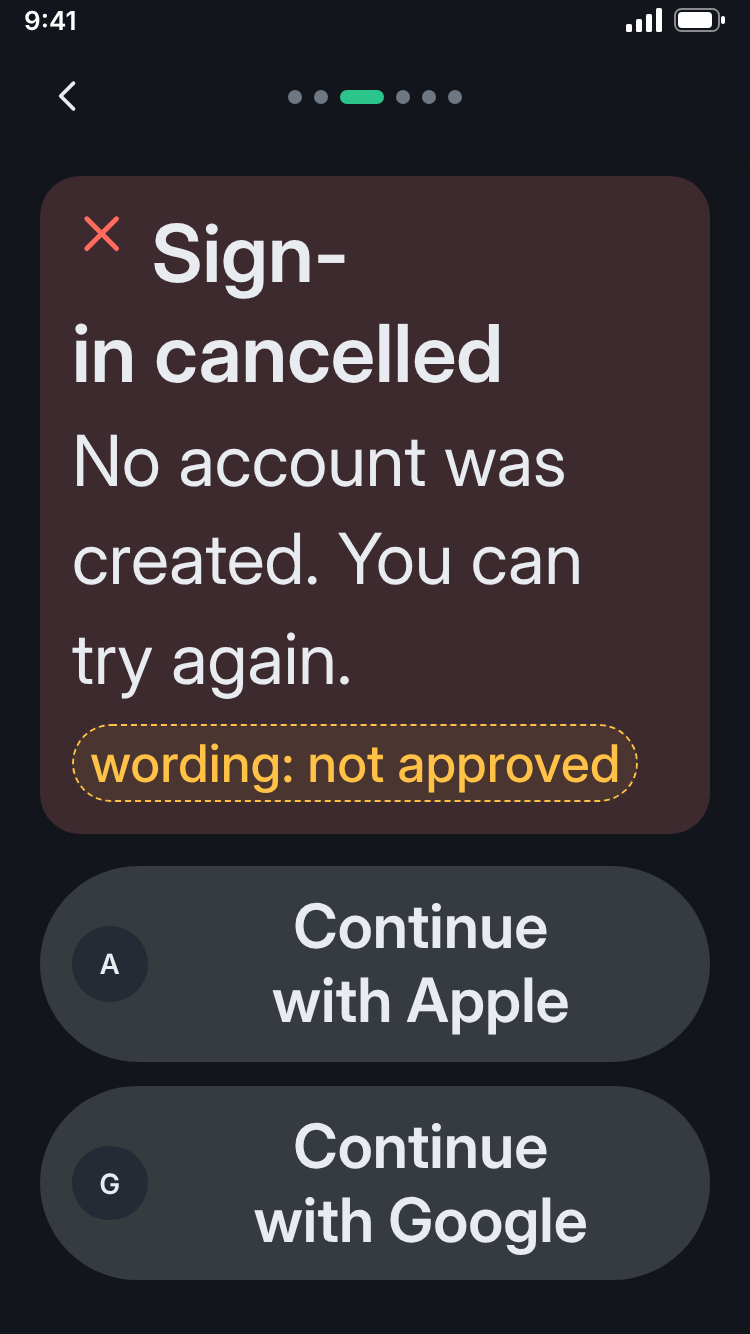 9:41
Sign-
in cancelled
No account was
created. You can
try again.
wording: not approved
A
Continue
with Apple
G
Continue
with Google